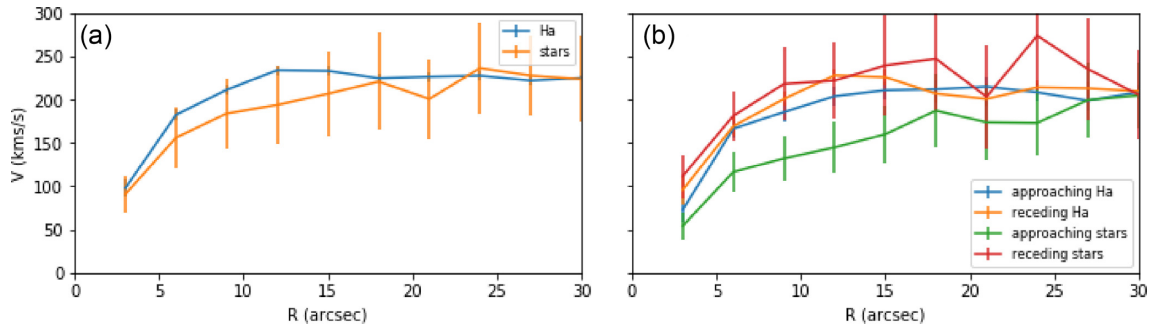 (a)
Ha
stars
V (kms/s)
300
250
200
150
100
50
0
0 5 10 15 20 25 30
R (arcsec)
(b)
approaching Ha
receding Ha
approaching stars
receding stars
0 5 10 15 20 25 30
R (arcsec)